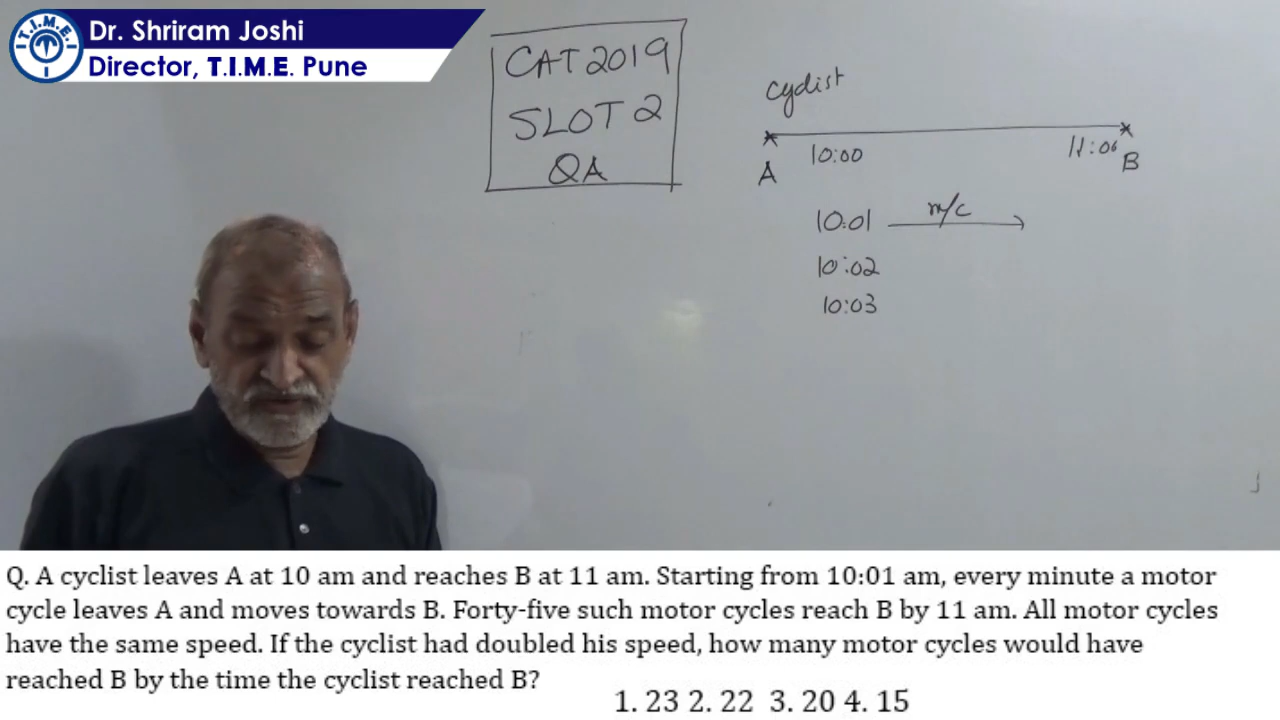 T.I.M.E.
Dr. Shriram Joshi
Director, T.I.M.E. Pune
CAT 2019
SLOT 2
QA
cyclist
A 10:00 11:00 B
10:01 m/c
10:02
10:03
Q. A cyclist leaves A at 10 am and reaches B at 11 am. Starting from 10:01 am, every minute a motor
cycle leaves A and moves towards B. Forty-five such motor cycles reach B by 11 am. All motor cycles
have the same speed. If the cyclist had doubled his speed, how many motor cycles would have
reached B by the time the cyclist reached B?
1. 23 2. 22 3. 20 4. 15